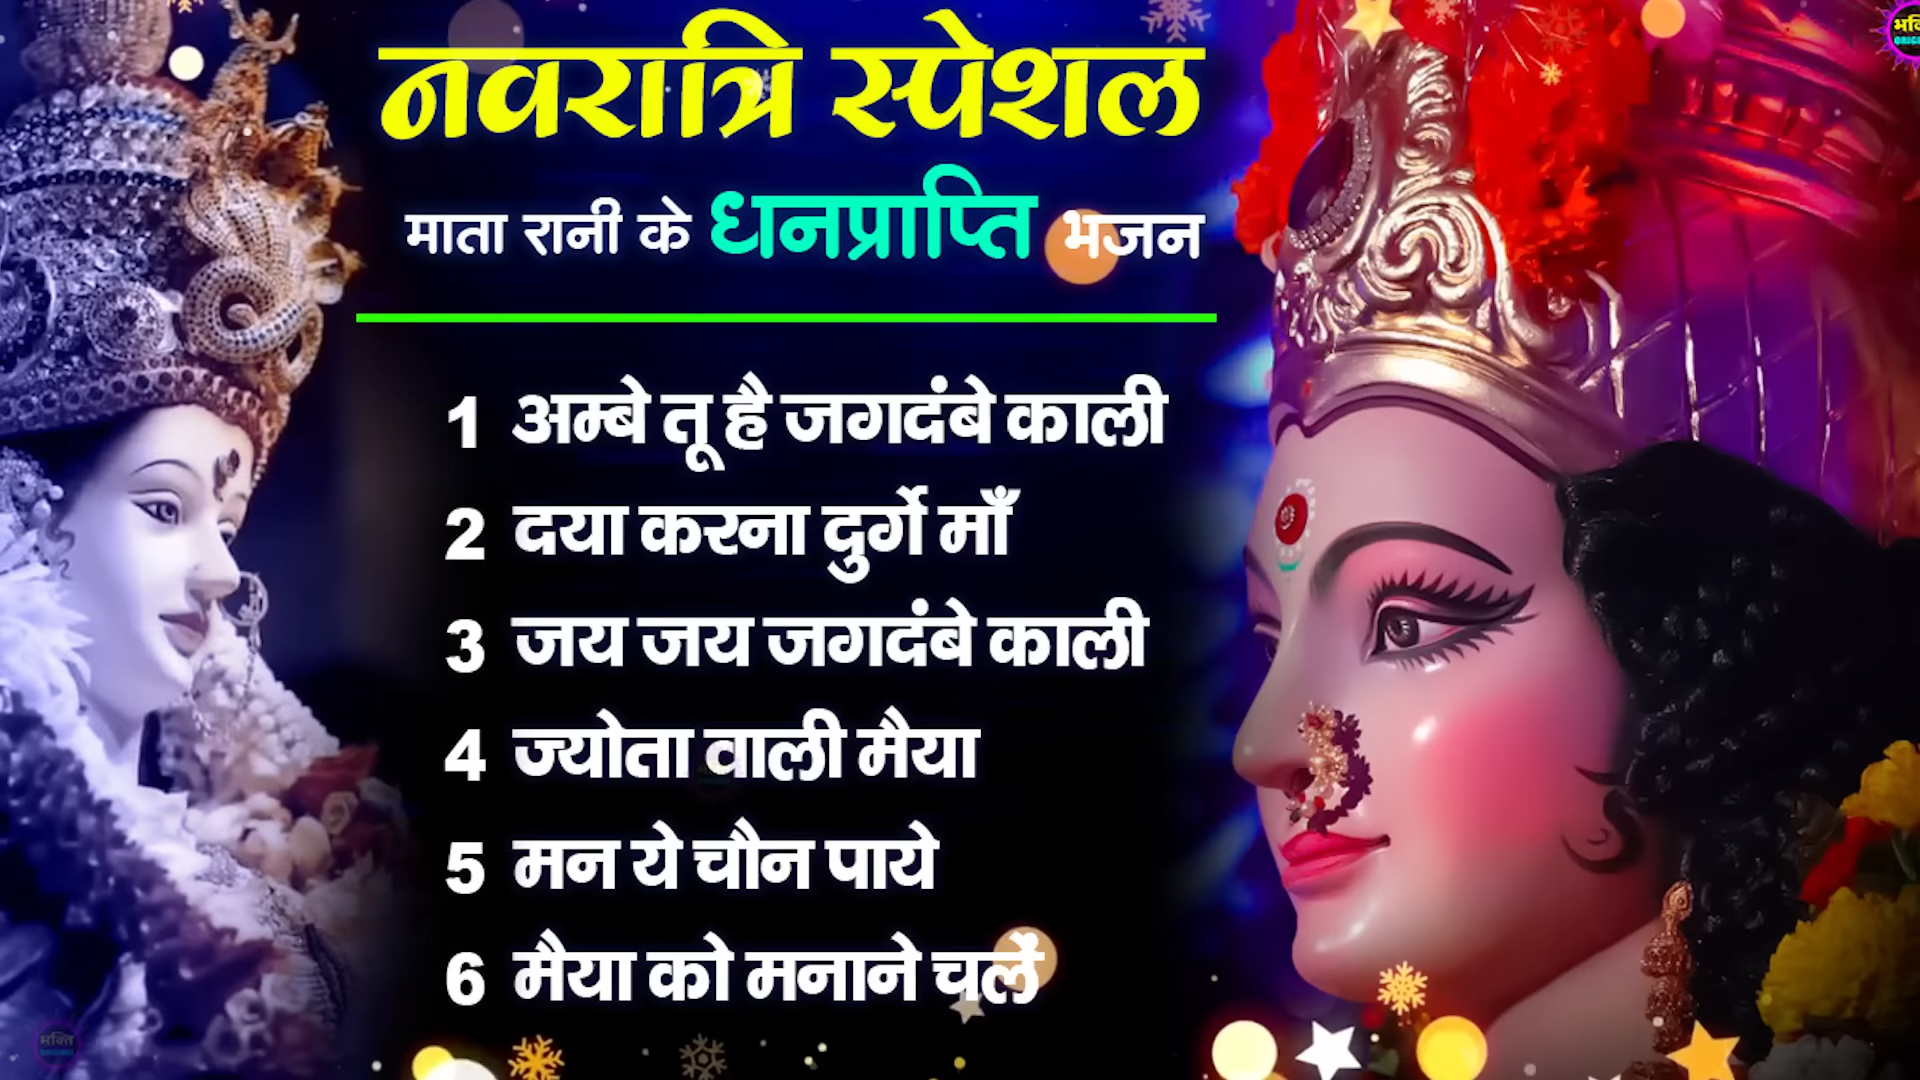 नवरात्रि स्पेशल
माता रानी के धनप्राप्ति भजन
1 अम्बे तू है जगदंबे काली
2 दया करना दुर्गे माँ
3 जय जय जगदंबे काली
4 ज्योता वाली मैया
5 मन ये चौन पाये
6 मैया को मनाने चलें